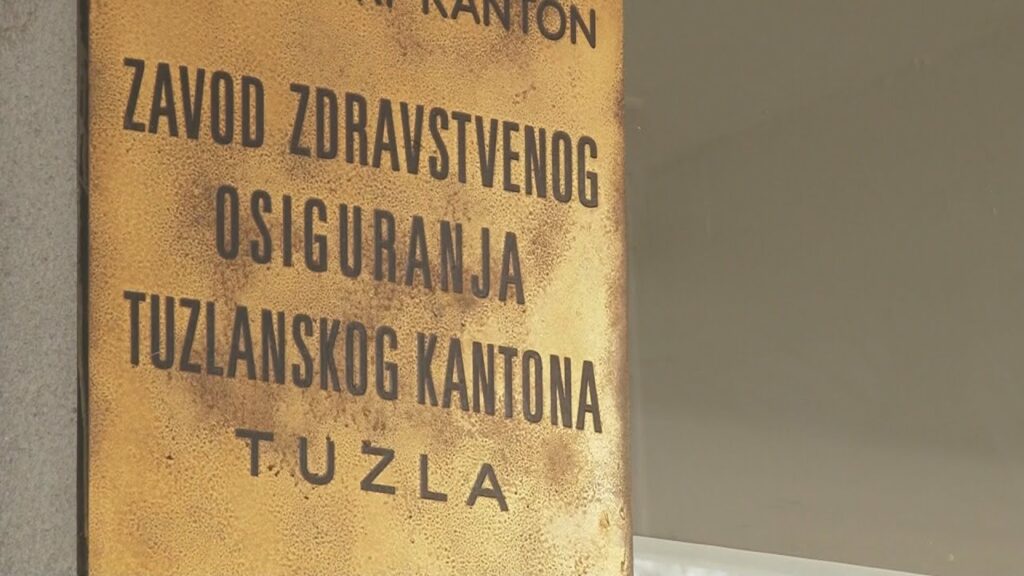 KANTON
ZAVOD ZDRAVSTVENOG
OSIGURANJA
TUZLANSKOG KANTONA
TUZLA